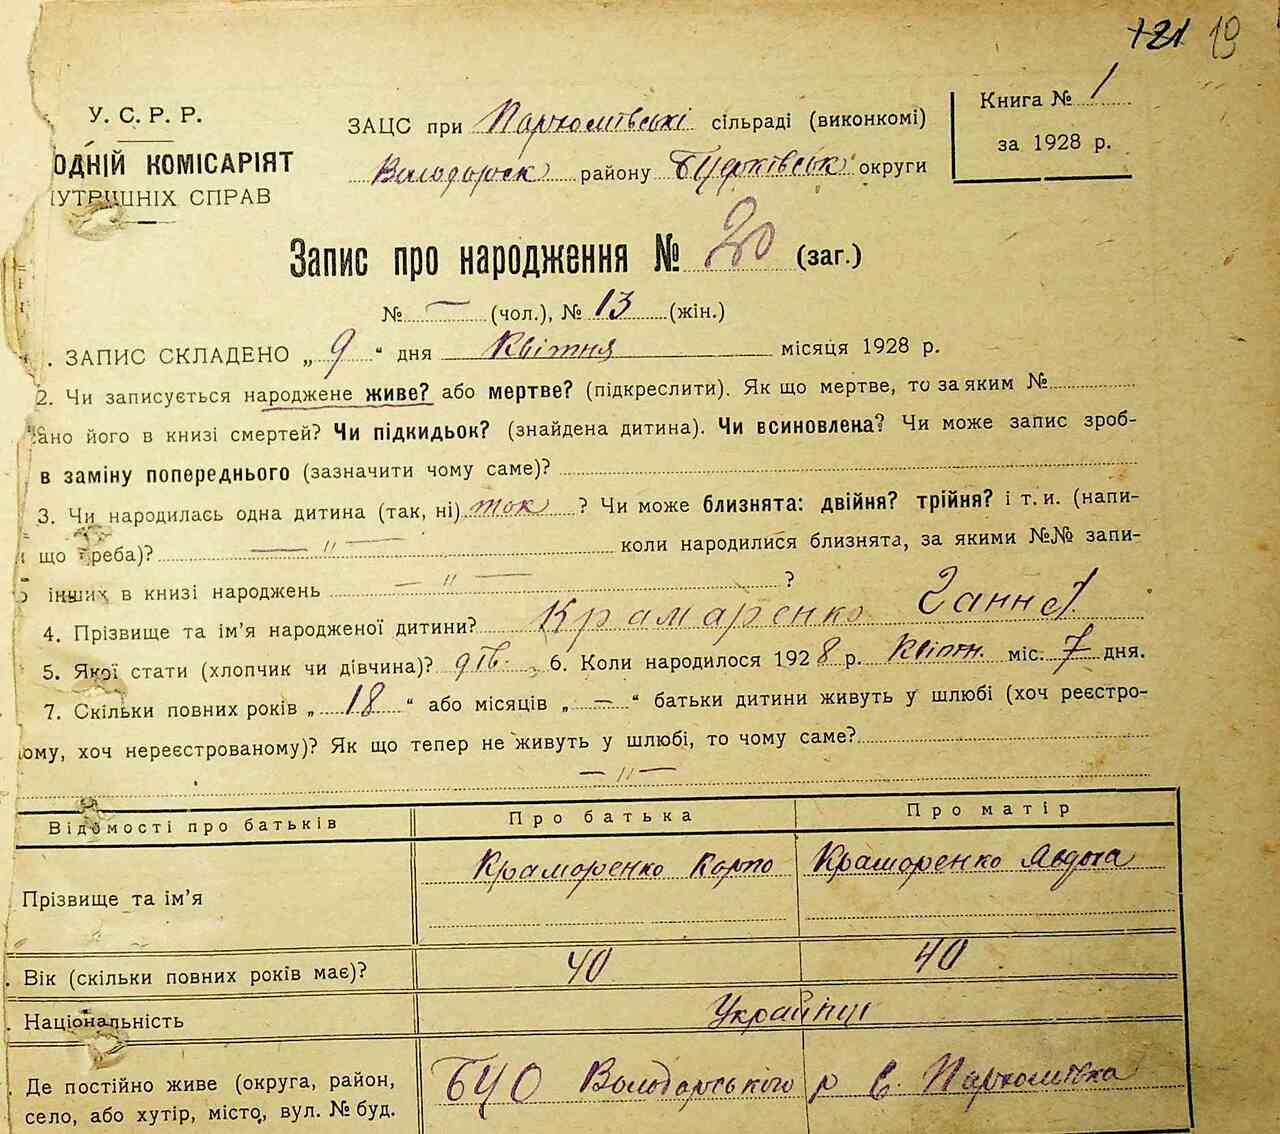 121 19
У. С. Р. Р.
ОДНІЙ КОМІСАРІЯТ
УТРІШНІХ СПРАВ
ЗАЦС при Пархомівські сільраді (виконкомі)
Володарськ району БЦерківськ округи
Книга № 1
за 1928 р.
Запис про народження № 20 (заг.)
№ — (чол.), № 13 (жін.)
. ЗАПИС СКЛАДЕНО „ 9 “ дня Квітня місяця 1928 р.
2. Чи записується народжене живе? або мертве? (підкреслити). Як що мертве, то за яким №
ано його в книзі смертей? Чи підкидьок? (знайдена дитина). Чи всиновлена? Чи може запис зроб-
в заміну попереднього (зазначити чому саме)?
3. Чи народилась одна дитина (так, ні) так ? Чи може близнята: двійня? трійня? і т. и. (напи-
що треба)? — „ — коли народилися близнята, за якими №№ запи-
інших в книзі народжень — „ — ?
4. Прізвище та ім’я народженої дитини? Крамаренко Ганна
5. Якої стати (хлопчик чи дівчина)? дів. 6. Коли народилося 1928 р. Квітн. міс. 7 дня.
7. Скільки повних років „ 18 “ або місяців „ — “ батьки дитини живуть у шлюбі (хоч реєстро-
ому, хоч нереєстрованому)? Як що тепер не живуть у шлюбі, то чому саме?
— „ —
Відомості про батьків Про батька Про матір
Прізвище та ім’я Краморенко Карпо Краморенко Явдоха
. Вік (скільки повних років має)? 40 40
. Національність Українці
. Де постійно живе (округа, район, БЦО Володарського р с. Пархомівка
село, або хутір, місто, вул. № буд.